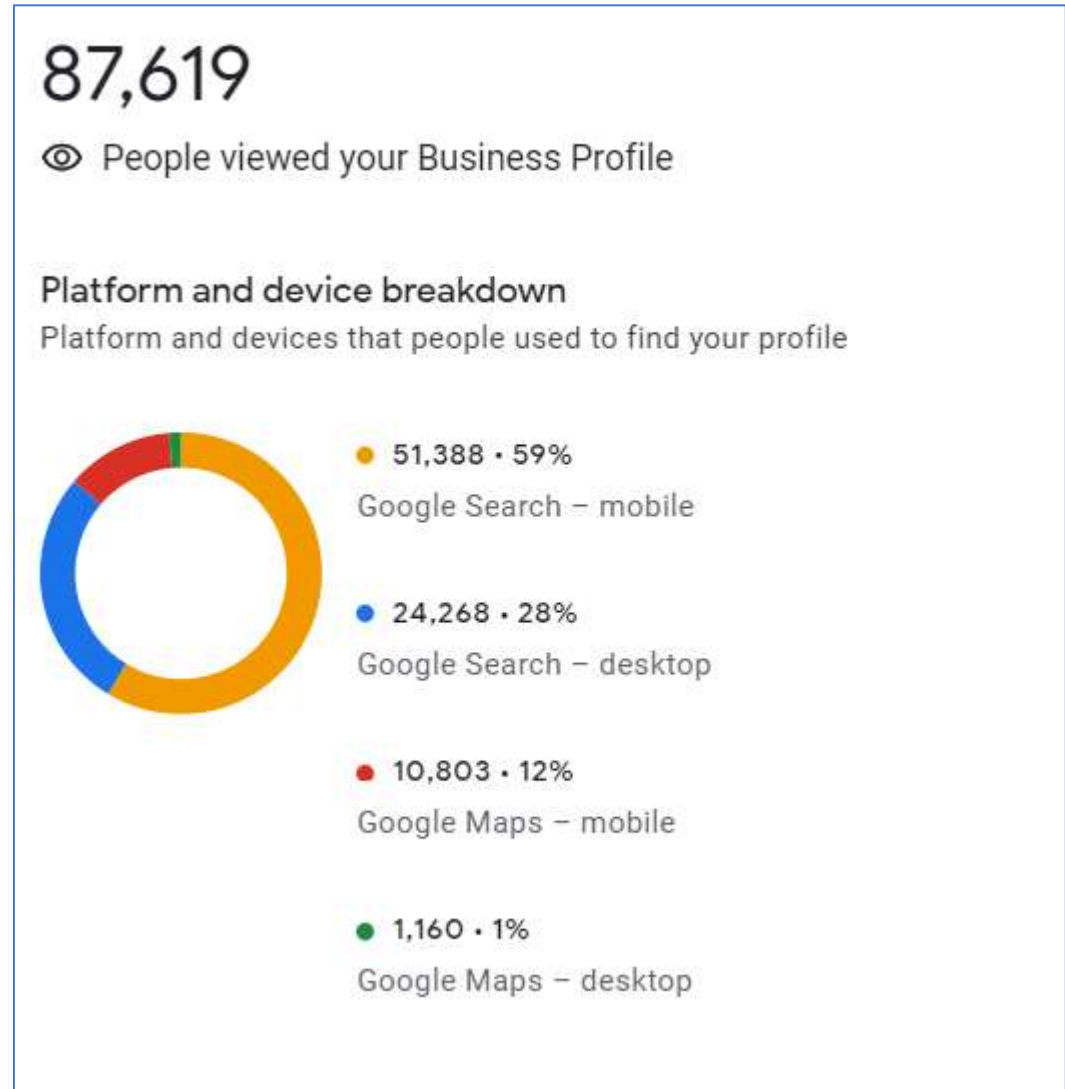 87,619
People viewed your Business Profile
Platform and device breakdown
Platform and devices that people used to find your profile
51,388 • 59%
Google Search – mobile
24,268 • 28%
Google Search – desktop
10,803 • 12%
Google Maps – mobile
1,160 • 1%
Google Maps – desktop